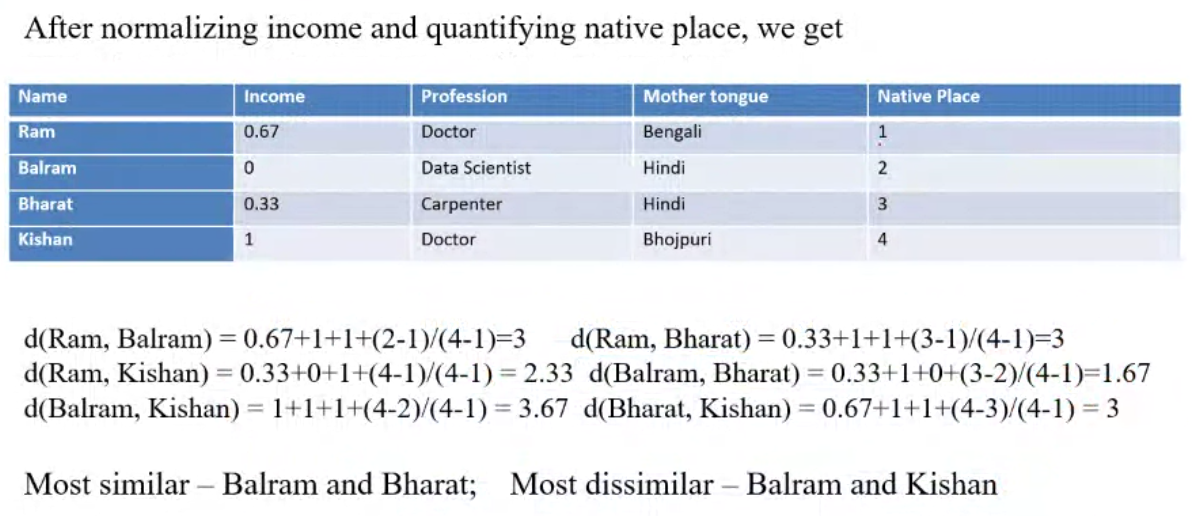 After normalizing income and quantifying native place, we get
Name Income Profession Mother tongue Native Place
Ram 0.67 Doctor Bengali 1
Balram 0 Data Scientist Hindi 2
Bharat 0.33 Carpenter Hindi 3
Kishan 1 Doctor Bhojpuri 4
d(Ram, Balram) = 0.67+1+1+(2-1)/(4-1)=3 d(Ram, Bharat) = 0.33+1+1+(3-1)/(4-1)=3
d(Ram, Kishan) = 0.33+0+1+(4-1)/(4-1) = 2.33 d(Balram, Bharat) = 0.33+1+0+(3-2)/(4-1)=1.67
d(Balram, Kishan) = 1+1+1+(4-2)/(4-1) = 3.67 d(Bharat, Kishan) = 0.67+1+1+(4-3)/(4-1) = 3
Most similar – Balram and Bharat; Most dissimilar – Balram and Kishan